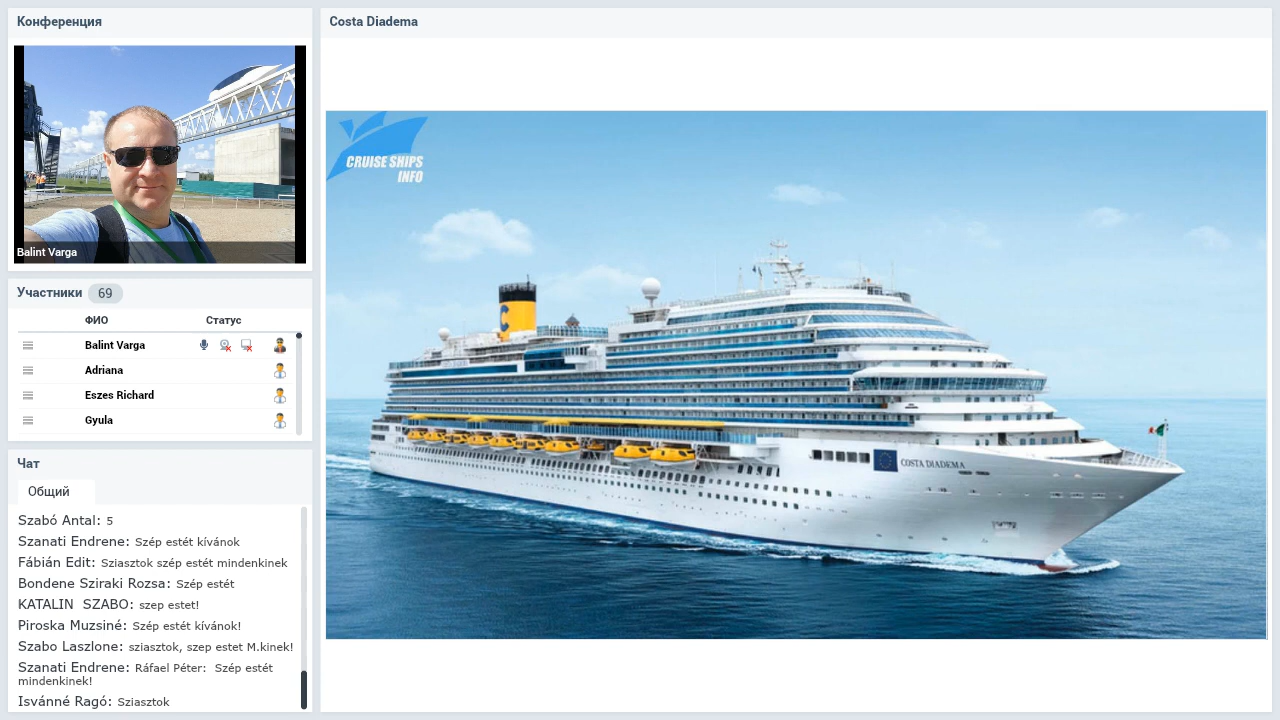 Конференция
Balint Varga
Участники 69
ФИО Статус
Balint Varga
Adriana
Eszes Richard
Gyula
Чат
Общий
Szabó Antal: 5
Szanati Endrene: Szép estét kívánok
Fábián Edit: Sziasztok szép estét mindenkinek
Bondene Sziraki Rozsa: Szép estét
KATALIN SZABO: szep estet!
Piroska Muzsiné: Szép estét kívánok!
Szabo Laszlone: sziasztok, szep estet M.kinek!
Szanati Endrene: Ráfael Péter: Szép estét
mindenkinek!
Isvánné Ragó: Sziasztok
Costa Diadema
CRUISE SHIPS
INFO
COSTA DIADEMA